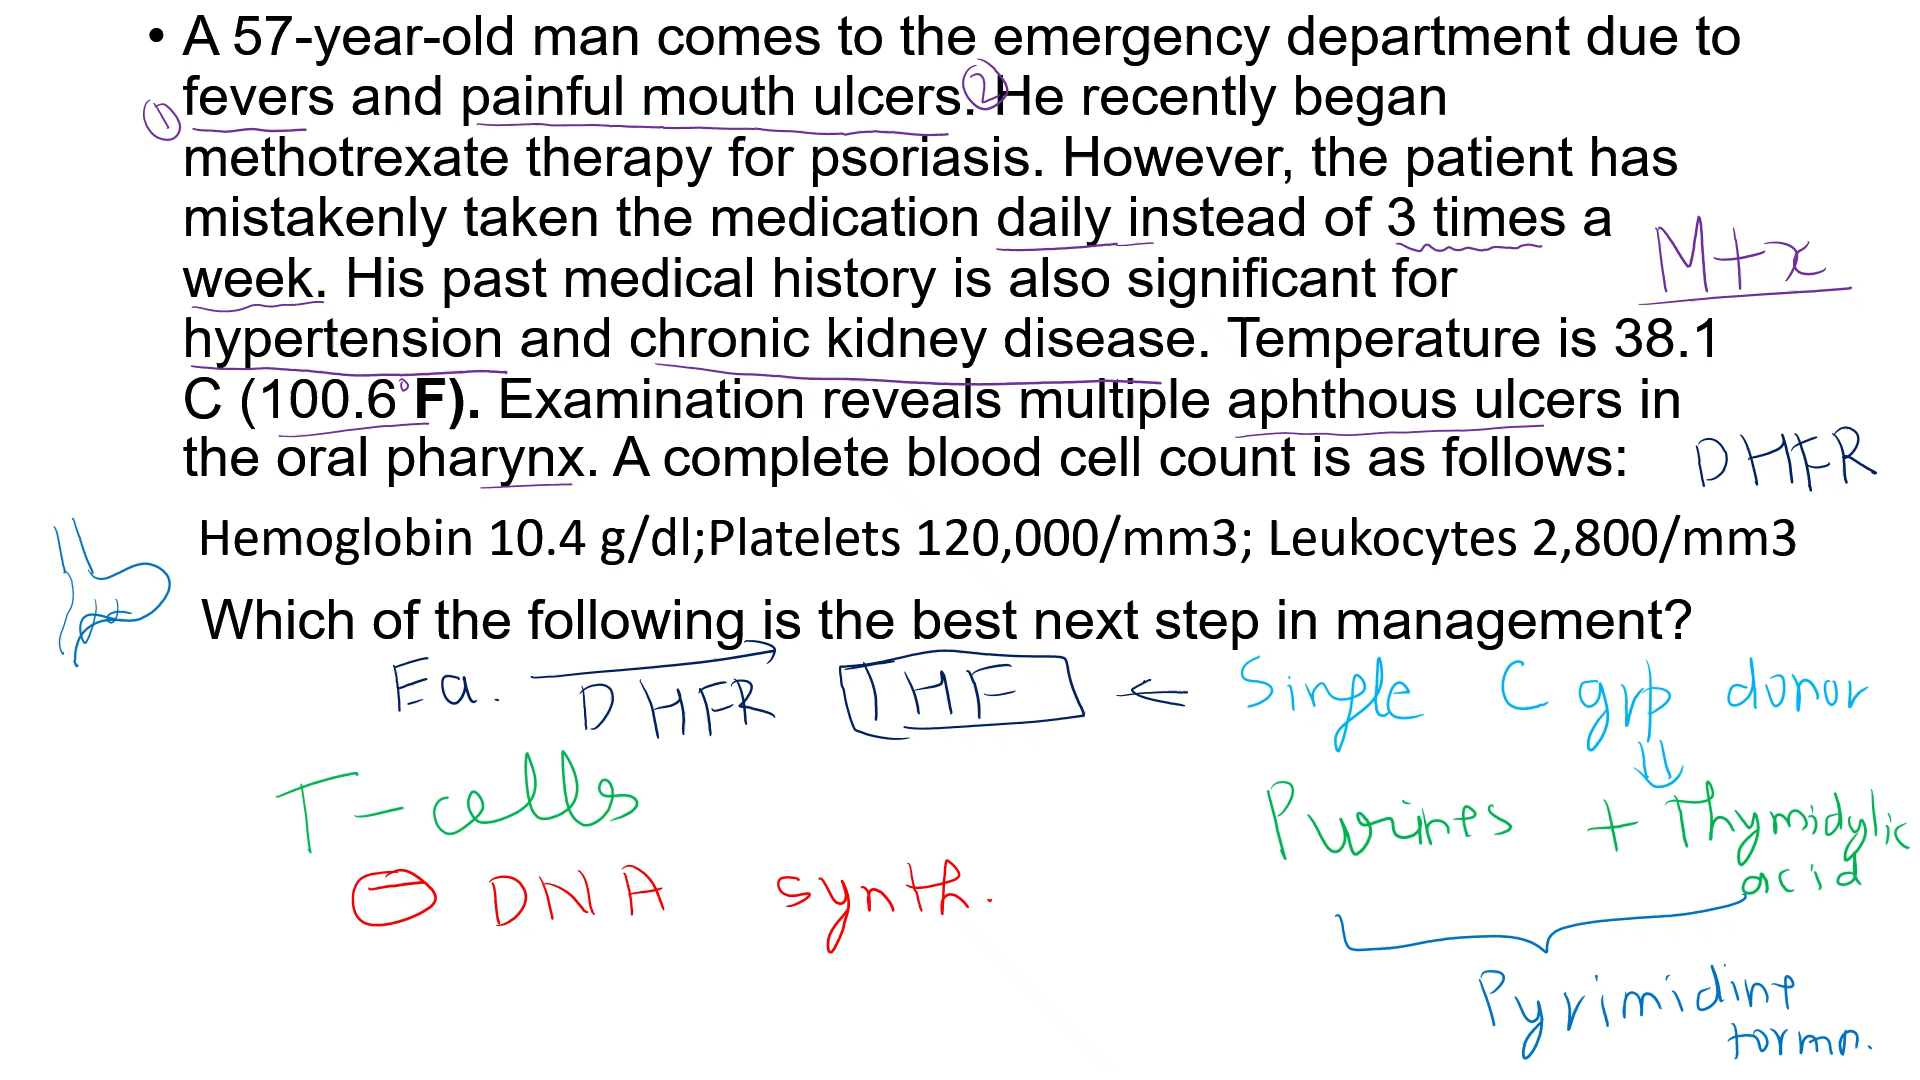 • A 57-year-old man comes to the emergency department due to
① fevers and painful mouth ulcers. ② He recently began
methotrexate therapy for psoriasis. However, the patient has
mistakenly taken the medication daily instead of 3 times a
week. His past medical history is also significant for
Mtx
hypertension and chronic kidney disease. Temperature is 38.1
C (100.6°F). Examination reveals multiple aphthous ulcers in
the oral pharynx. A complete blood cell count is as follows:
DHFR
Hemoglobin 10.4 g/dl;Platelets 120,000/mm3; Leukocytes 2,800/mm3
Which of the following is the best next step in management?
Fa. → DHFR THF ← Single C grp donor
⇓
T-cells
Purines + Thymidylic
acid
⊖ DNA synth.
Pyrimidine
formn.